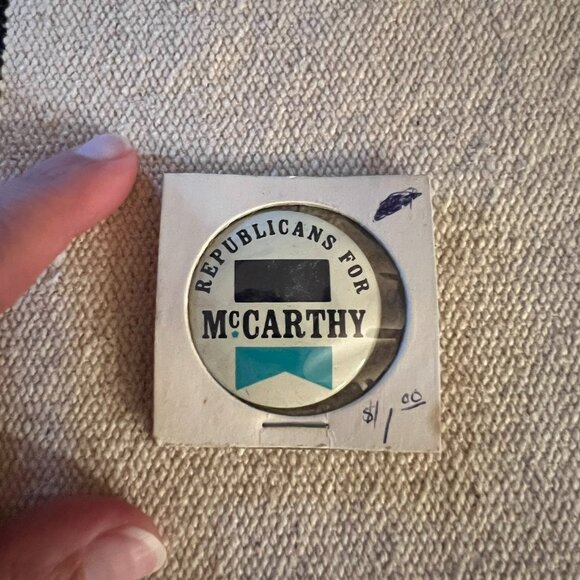 REPUBLICANS FOR
McCARTHY
$1.00